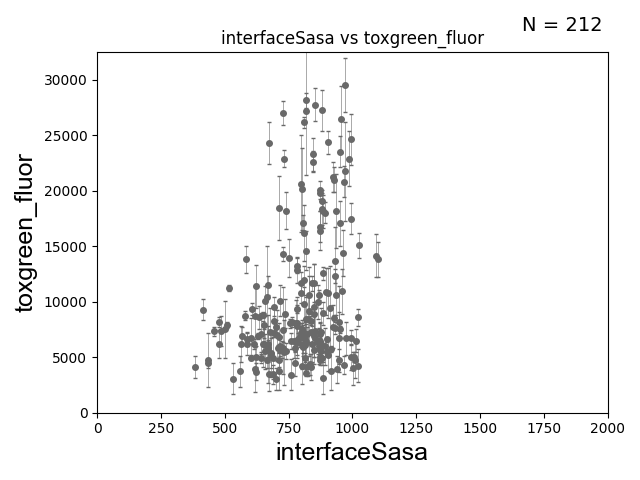 N = 212
interfaceSasa vs toxgreen_fluor
toxgreen_fluor
30000
25000
20000
15000
10000
5000
0
0 250 500 750 1000 1250 1500 1750 2000
interfaceSasa